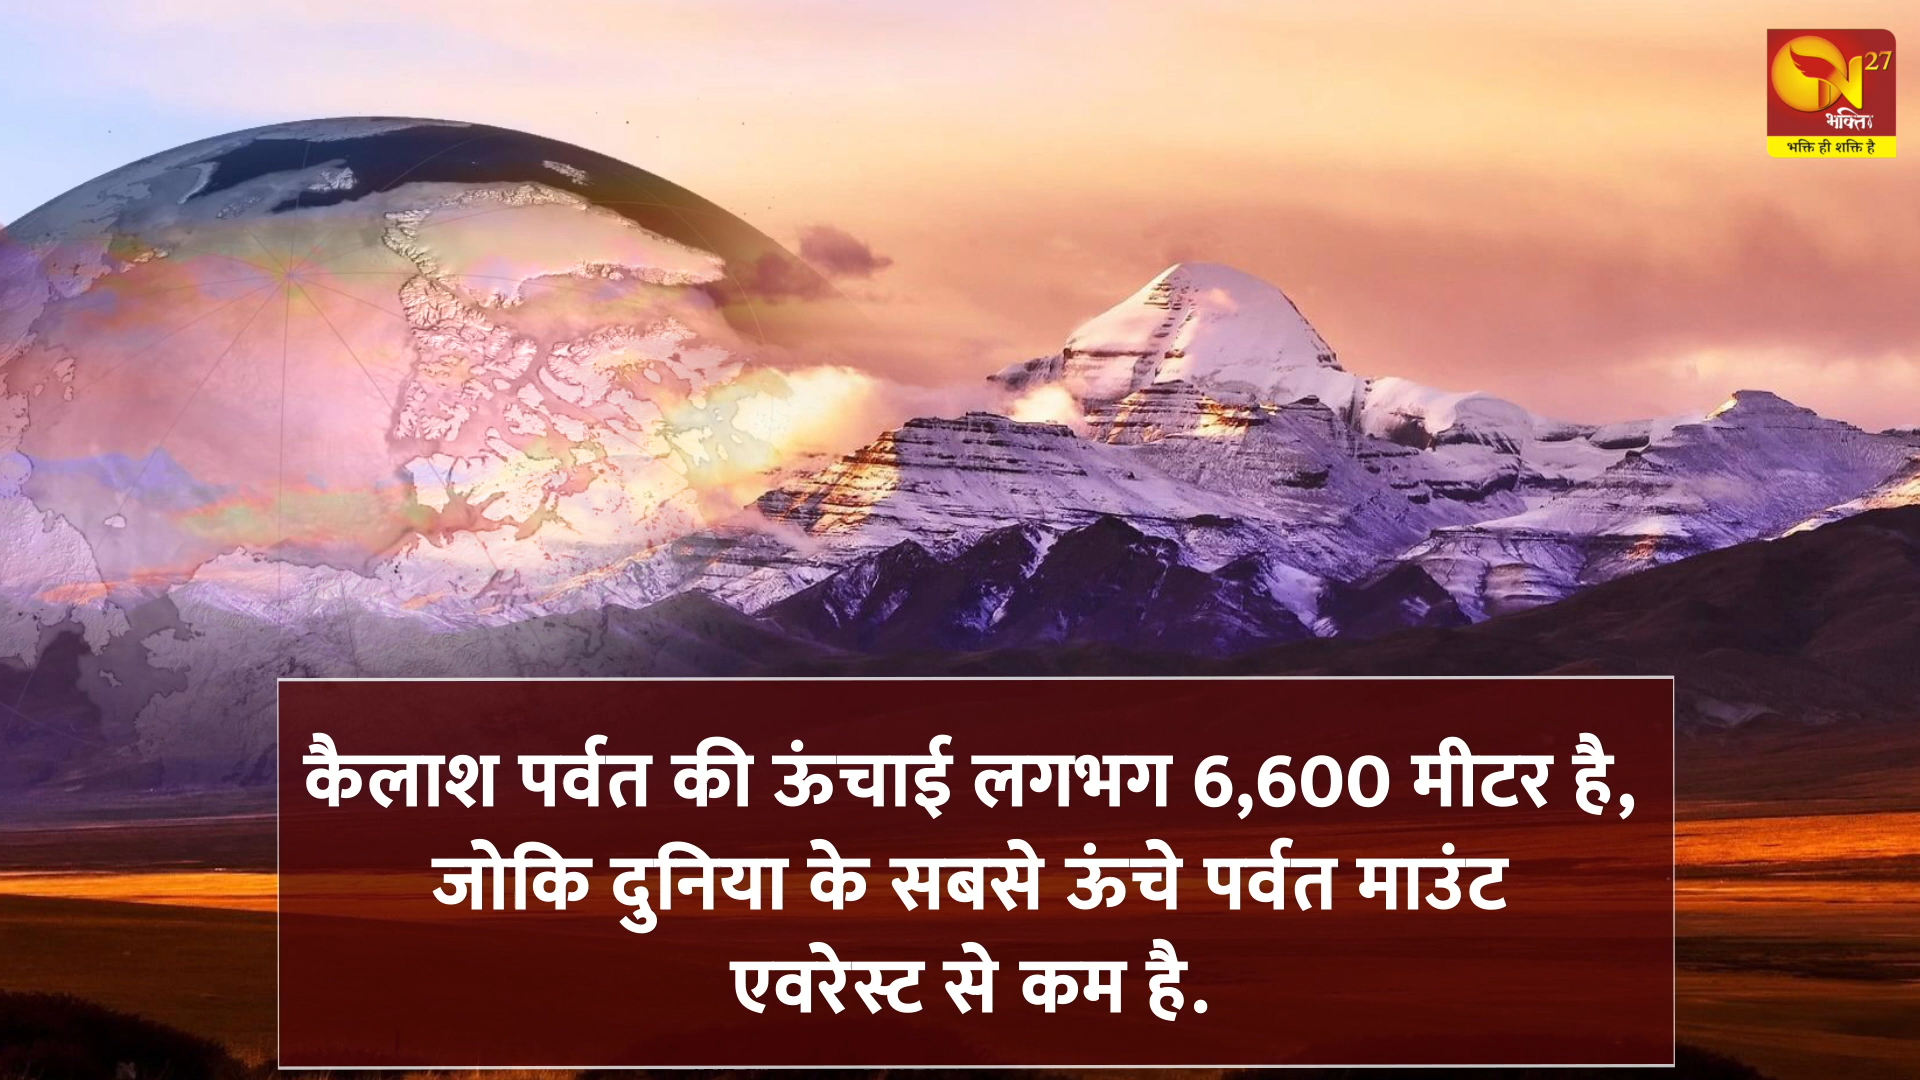 27
भक्ति
भक्ति ही शक्ति है
कैलाश पर्वत की ऊंचाई लगभग 6,600 मीटर है,
जोकि दुनिया के सबसे ऊंचे पर्वत माउंट
एवरेस्ट से कम है.